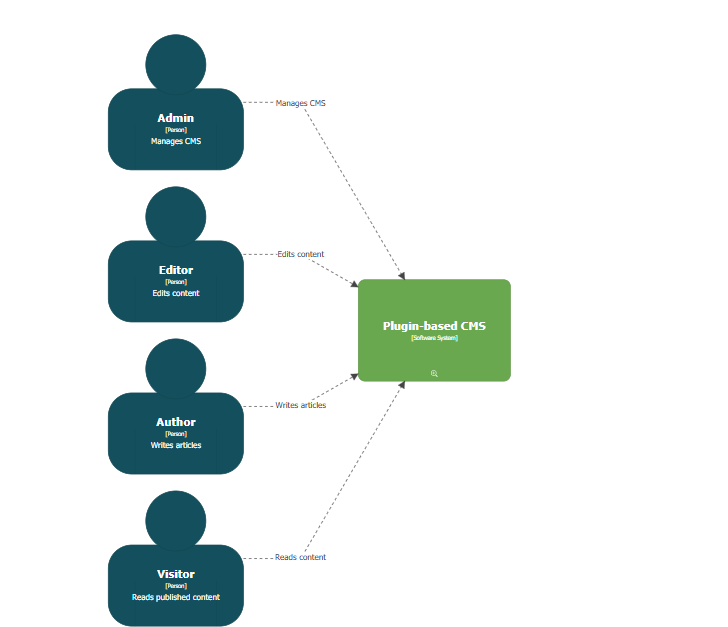 Admin
[Person]
Manages CMS
Manages CMS
Editor
[Person]
Edits content
Edits content
Plugin-based CMS
[Software System]
Author
[Person]
Writes articles
Writes articles
Visitor
[Person]
Reads published content
Reads content